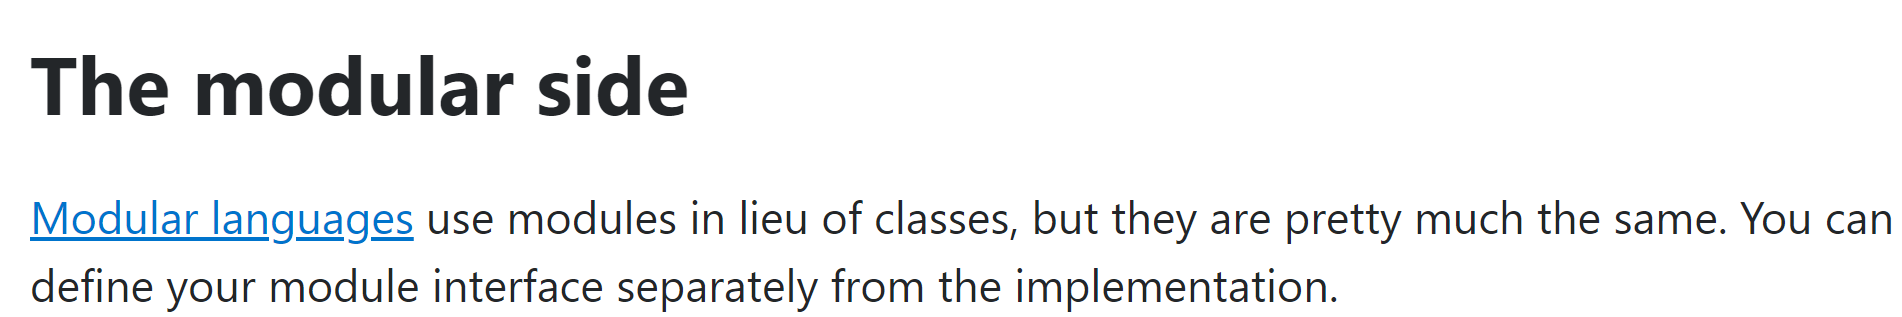 The modular side
Modular languages use modules in lieu of classes, but they are pretty much the same. You can
define your module interface separately from the implementation.